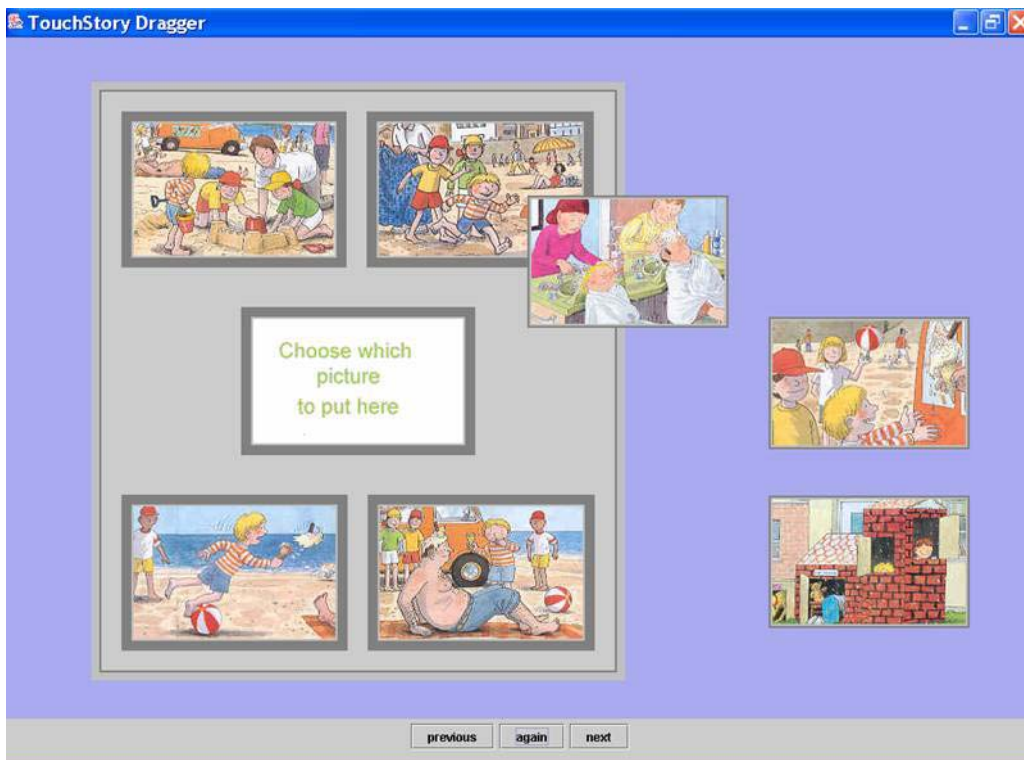 TouchStory Dragger
Choose which
picture
to put here
previous again next